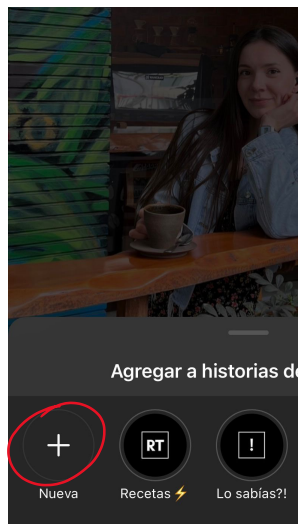 Agregar a historias de
RT
!
Nueva
Recetas⚡
Lo sabías?!